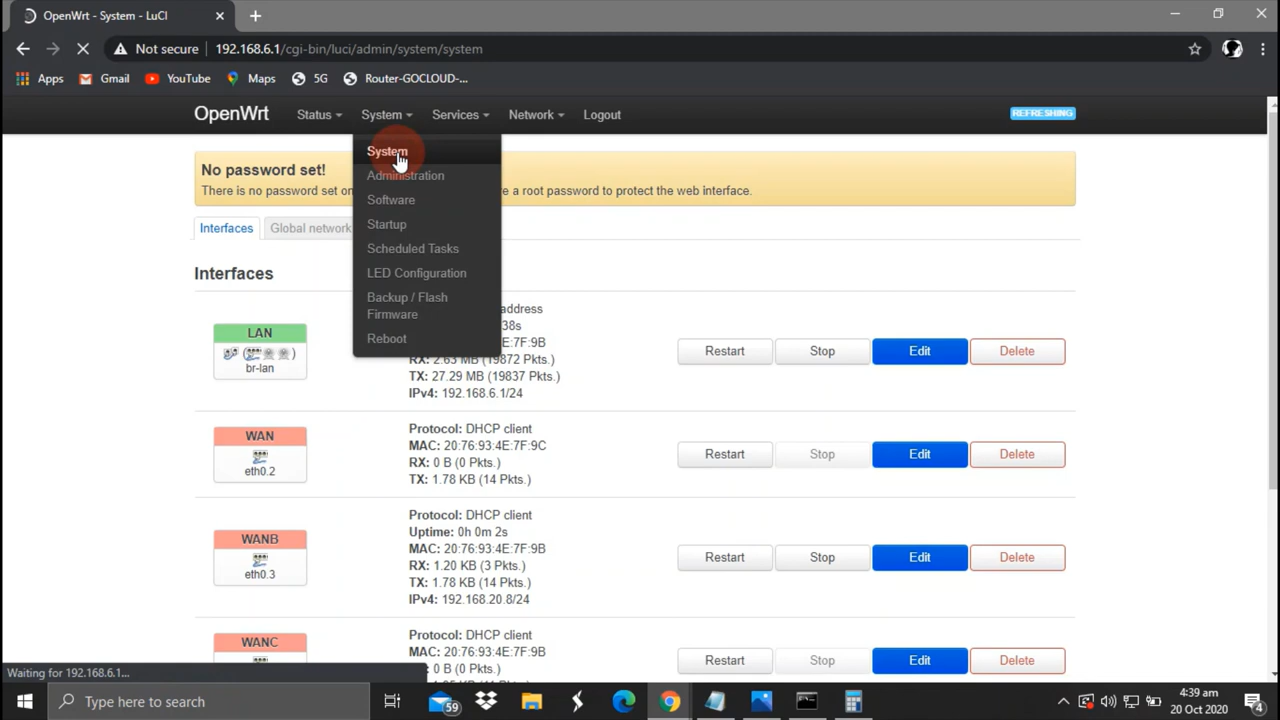 OpenWrt - System - LuCI
Not secure
192.168.6.1/cgi-bin/luci/admin/system/system
Apps
Gmail
YouTube
Maps
5G
Router-GOCLOUD-...
OpenWrt
Status
System
Services
Network
Logout
REFRESHING
System
Administration
Software
Startup
Scheduled Tasks
LED Configuration
Backup / Flash
Firmware
Reboot
No password set!
There is no password set on
e a root password to protect the web interface.
Interfaces
Global network
Interfaces
LAN
br-lan
address
38s
E:7F:9B
RX: 2.63 MB (19872 Pkts.)
TX: 27.29 MB (19837 Pkts.)
IPv4: 192.168.6.1/24
Restart
Stop
Edit
Delete
WAN
eth0.2
Protocol: DHCP client
MAC: 20:76:93:4E:7F:9C
RX: 0 B (0 Pkts.)
TX: 1.78 KB (14 Pkts.)
Restart
Stop
Edit
Delete
WANB
eth0.3
Protocol: DHCP client
Uptime: 0h 0m 2s
MAC: 20:76:93:4E:7F:9B
RX: 1.20 KB (3 Pkts.)
TX: 1.78 KB (14 Pkts.)
IPv4: 192.168.20.8/24
Restart
Stop
Edit
Delete
WANC
Protocol: DHCP client
MAC: 20:76:93:4E:7F:9B
0 B (0 Pkts.)
Restart
Stop
Edit
Delete
Waiting for 192.168.6.1...
Type here to search
59
4:39 am
20 Oct 2020
4